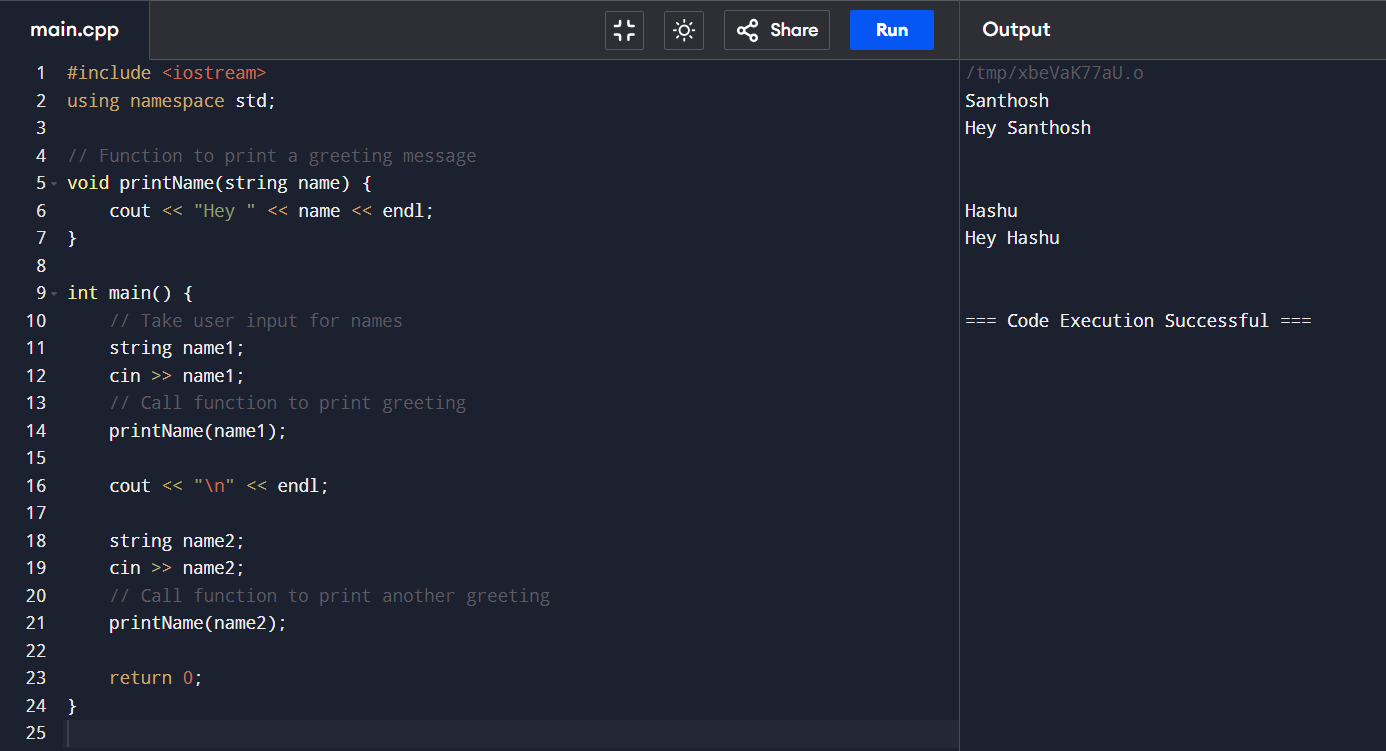 main.cpp
Share
Run
Output
1 #include <iostream>
2 using namespace std;
3
4 // Function to print a greeting message
5 void printName(string name) {
6     cout << "Hey " << name << endl;
7 }
8
9 int main() {
10     // Take user input for names
11     string name1;
12     cin >> name1;
13     // Call function to print greeting
14     printName(name1);
15
16     cout << "\n" << endl;
17
18     string name2;
19     cin >> name2;
20     // Call function to print another greeting
21     printName(name2);
22
23     return 0;
24 }
25
/tmp/xbeVaK77aU.o
Santhosh
Hey Santhosh
Hashu
Hey Hashu
=== Code Execution Successful ===